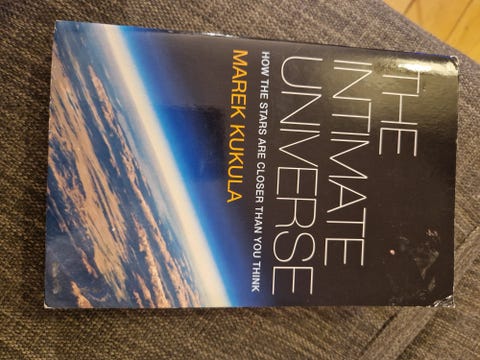 THE
INTIMATE
UNIVERSE
HOW THE STARS ARE CLOSER THAN YOU THINK
MAREK KUKULA